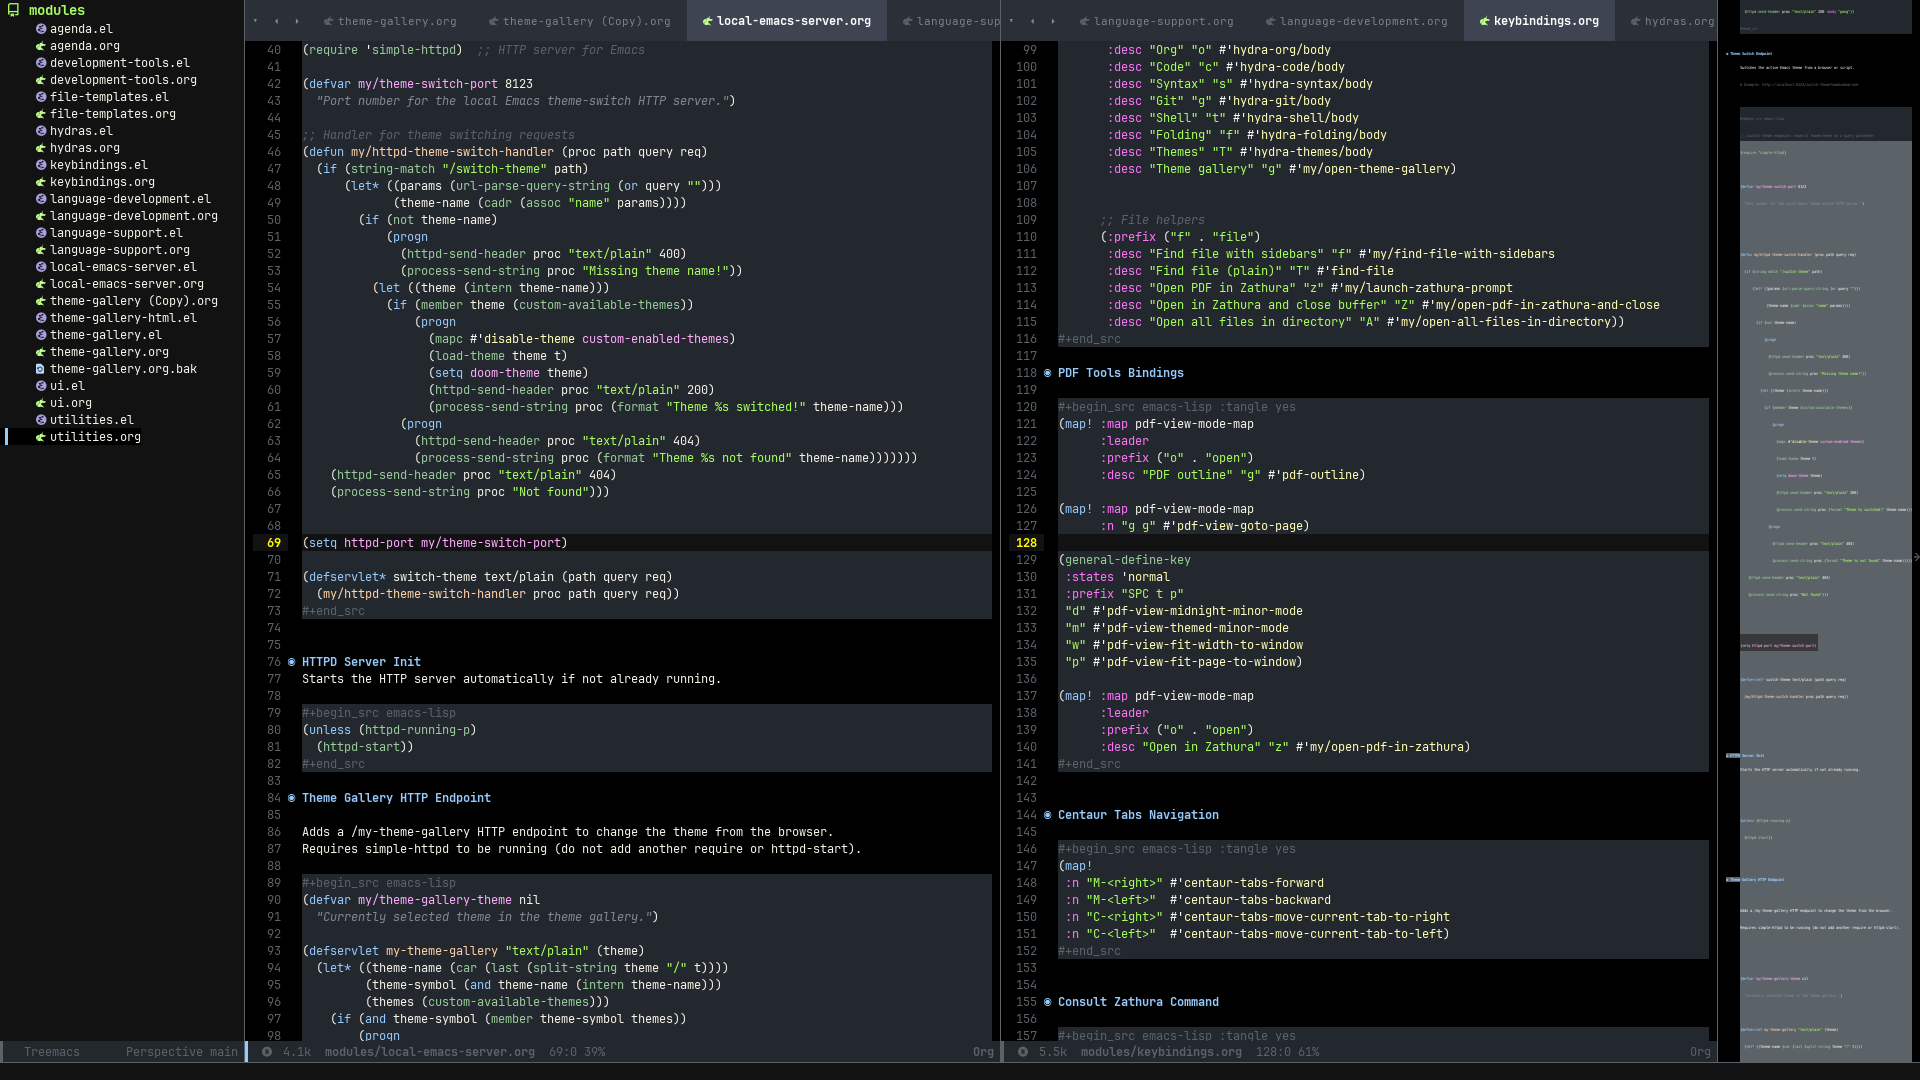 modules
agenda.el
agenda.org
development-tools.el
development-tools.org
file-templates.el
file-templates.org
hydras.el
hydras.org
keybindings.el
keybindings.org
language-development.el
language-development.org
language-support.el
language-support.org
local-emacs-server.el
local-emacs-server.org
theme-gallery (Copy).org
theme-gallery-html.el
theme-gallery.el
theme-gallery.org
theme-gallery.org.bak
ui.el
ui.org
utilities.el
utilities.org
Treemacs Perspective main
theme-gallery.org theme-gallery (Copy).org local-emacs-server.org language-sup
40 (require 'simple-httpd)  ;; HTTP server for Emacs
41
42 (defvar my/theme-switch-port 8123
43   "Port number for the local Emacs theme-switch HTTP server.")
44
45 ;; Handler for theme switching requests
46 (defun my/httpd-theme-switch-handler (proc path query req)
47   (if (string-match "/switch-theme" path)
48       (let* ((params (url-parse-query-string (or query "")))
49              (theme-name (cadr (assoc "name" params))))
50         (if (not theme-name)
51             (progn
52               (httpd-send-header proc "text/plain" 400)
53               (process-send-string proc "Missing theme name!"))
54           (let ((theme (intern theme-name)))
55             (if (member theme (custom-available-themes))
56                 (progn
57                   (mapc #'disable-theme custom-enabled-themes)
58                   (load-theme theme t)
59                   (setq doom-theme theme)
60                   (httpd-send-header proc "text/plain" 200)
61                   (process-send-string proc (format "Theme %s switched!" theme-name)))
62               (progn
63                 (httpd-send-header proc "text/plain" 404)
64                 (process-send-string proc (format "Theme %s not found" theme-name)))))))
65     (httpd-send-header proc "text/plain" 404)
66     (process-send-string proc "Not found")))
67
68
69 (setq httpd-port my/theme-switch-port)
70
71 (defservlet* switch-theme text/plain (path query req)
72   (my/httpd-theme-switch-handler proc path query req))
73 #+end_src
74
75
76 ◉ HTTPD Server Init
77 Starts the HTTP server automatically if not already running.
78
79 #+begin_src emacs-lisp
80 (unless (httpd-running-p)
81   (httpd-start))
82 #+end_src
83
84 ◉ Theme Gallery HTTP Endpoint
85
86 Adds a /my-theme-gallery HTTP endpoint to change the theme from the browser.
87 Requires simple-httpd to be running (do not add another require or httpd-start).
88
89 #+begin_src emacs-lisp
90 (defvar my/theme-gallery-theme nil
91   "Currently selected theme in the theme gallery.")
92
93 (defservlet my-theme-gallery "text/plain" (theme)
94   (let* ((theme-name (car (last (split-string theme "/" t))))
95          (theme-symbol (and theme-name (intern theme-name)))
96          (themes (custom-available-themes)))
97     (if (and theme-symbol (member theme-symbol themes))
98         (progn
4.1k modules/local-emacs-server.org 69:0 39% Org
language-support.org language-development.org keybindings.org hydras.org
99        :desc "Org" "o" #'hydra-org/body
100       :desc "Code" "c" #'hydra-code/body
101       :desc "Syntax" "s" #'hydra-syntax/body
102       :desc "Git" "g" #'hydra-git/body
103       :desc "Shell" "t" #'hydra-shell/body
104       :desc "Folding" "f" #'hydra-folding/body
105       :desc "Themes" "T" #'hydra-themes/body
106       :desc "Theme gallery" "g" #'my/open-theme-gallery)
107
108
109      ;; File helpers
110      (:prefix ("f" . "file")
111       :desc "Find file with sidebars" "f" #'my/find-file-with-sidebars
112       :desc "Find file (plain)" "T" #'find-file
113       :desc "Open PDF in Zathura" "z" #'my/launch-zathura-prompt
114       :desc "Open in Zathura and close buffer" "Z" #'my/open-pdf-in-zathura-and-close
115       :desc "Open all files in directory" "A" #'my/open-all-files-in-directory))
116 #+end_src
117
118 ◉ PDF Tools Bindings
119
120 #+begin_src emacs-lisp :tangle yes
121 (map! :map pdf-view-mode-map
122       :leader
123       :prefix ("o" . "open")
124       :desc "PDF outline" "g" #'pdf-outline)
125
126 (map! :map pdf-view-mode-map
127       :n "g g" #'pdf-view-goto-page)
128
129 (general-define-key
130  :states 'normal
131  :prefix "SPC t p"
132  "d" #'pdf-view-midnight-minor-mode
133  "m" #'pdf-view-themed-minor-mode
134  "w" #'pdf-view-fit-width-to-window
135  "p" #'pdf-view-fit-page-to-window)
136
137 (map! :map pdf-view-mode-map
138       :leader
139       :prefix ("o" . "open")
140       :desc "Open in Zathura" "z" #'my/open-pdf-in-zathura)
141 #+end_src
142
143
144 ◉ Centaur Tabs Navigation
145
146 #+begin_src emacs-lisp :tangle yes
147 (map!
148  :n "M-<right>" #'centaur-tabs-forward
149  :n "M-<left>"  #'centaur-tabs-backward
150  :n "C-<right>" #'centaur-tabs-move-current-tab-to-right
151  :n "C-<left>"  #'centaur-tabs-move-current-tab-to-left)
152 #+end_src
153
154
155 ◉ Consult Zathura Command
156
157 #+begin_src emacs-lisp :tangle yes
5.5k modules/keybindings.org 128:0 61% Org